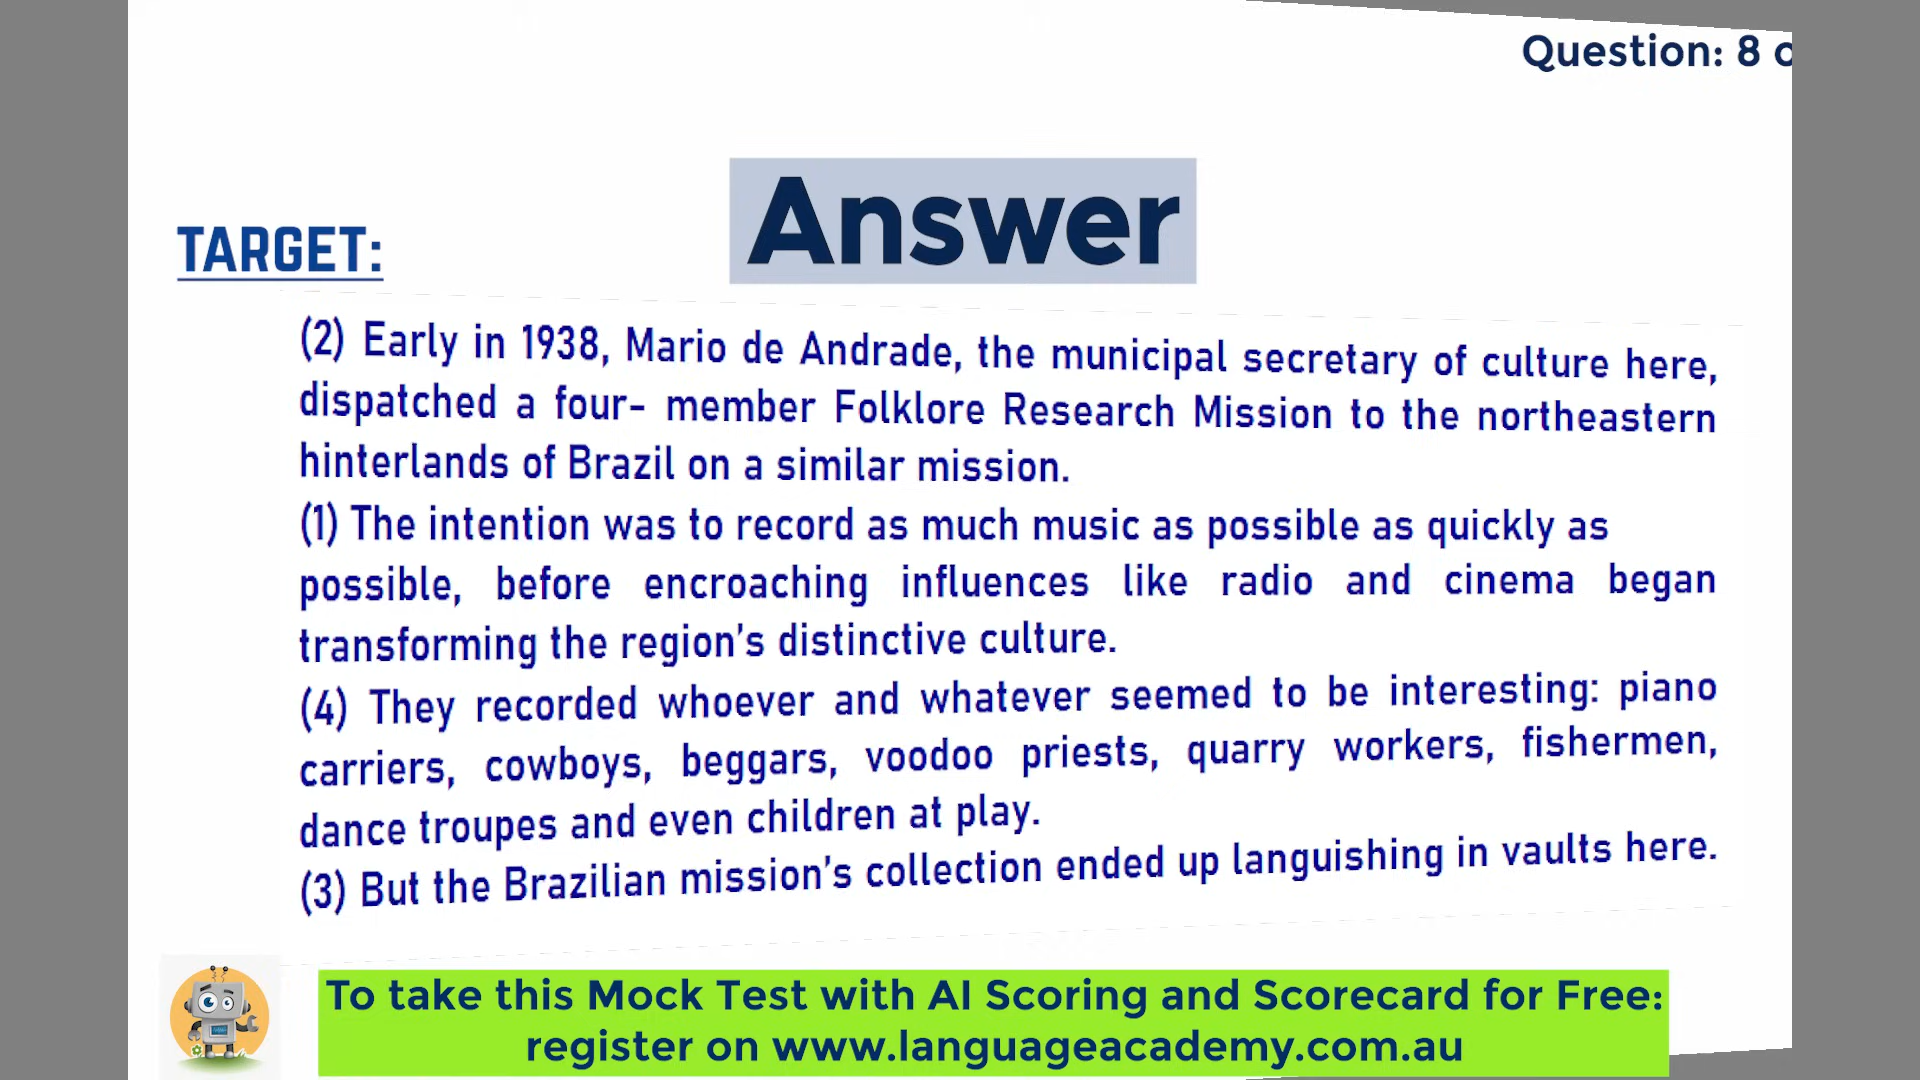 Question: 8
Answer
TARGET:
(2) Early in 1938, Mario de Andrade, the municipal secretary of culture here,
dispatched a four- member Folklore Research Mission to the northeastern
hinterlands of Brazil on a similar mission.
(1) The intention was to record as much music as possible as quickly as
possible, before encroaching influences like radio and cinema began
transforming the region's distinctive culture.
(4) They recorded whoever and whatever seemed to be interesting: piano
carriers, cowboys, beggars, voodoo priests, quarry workers, fishermen,
dance troupes and even children at play.
(3) But the Brazilian mission's collection ended up languishing in vaults here.
To take this Mock Test with AI Scoring and Scorecard for Free:
register on www.languageacademy.com.au